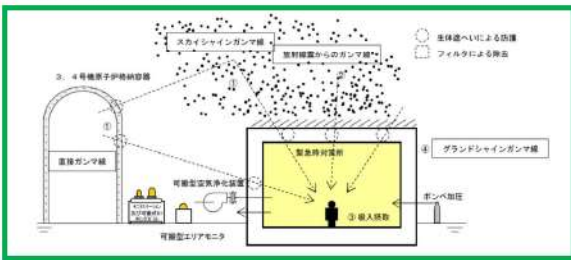 スカイシャインガンマ線
放射線雲からのガンマ線
生体遮へいによる防護
フィルタによる除去
3．4号機原子炉格納容器
①
②
①
直接ガンマ線
緊急時対策所
④
グランドシャインガンマ線
可搬型空気浄化装置
ボンベ加圧
③吸入摂取
可搬型エリアモニタ